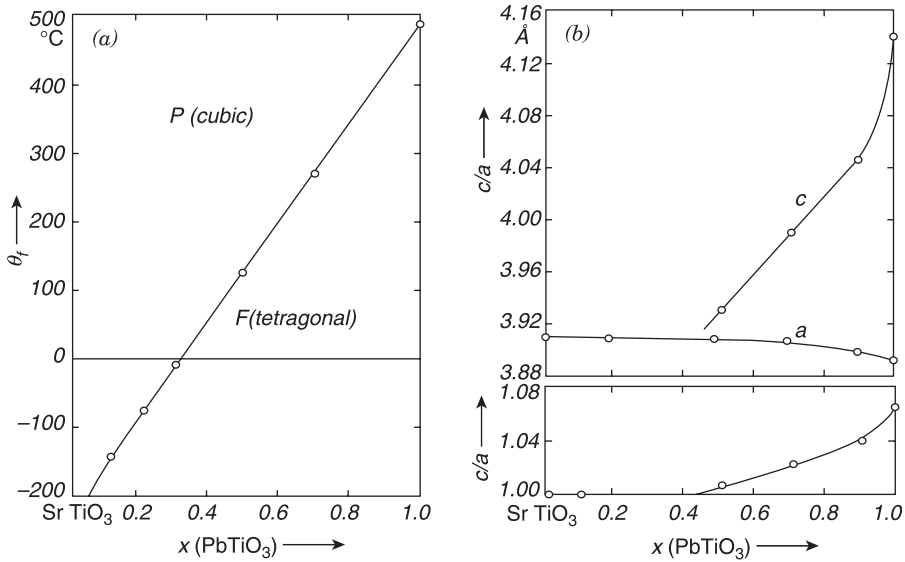 500
°C
(a)
400
P (cubic)
300
200
θf
100
F(tetragonal)
0
–100
–200
Sr TiO3 0.2 0.4 0.6 0.8 1.0
x (PbTiO3)
4.16
Å
(b)
4.12
c/a
4.08
4.04
c
4.00
3.96
3.92
a
3.88
1.08
c/a
1.04
1.00
Sr TiO3 0.2 0.4 0.6 0.8 1.0
x (PbTiO3)